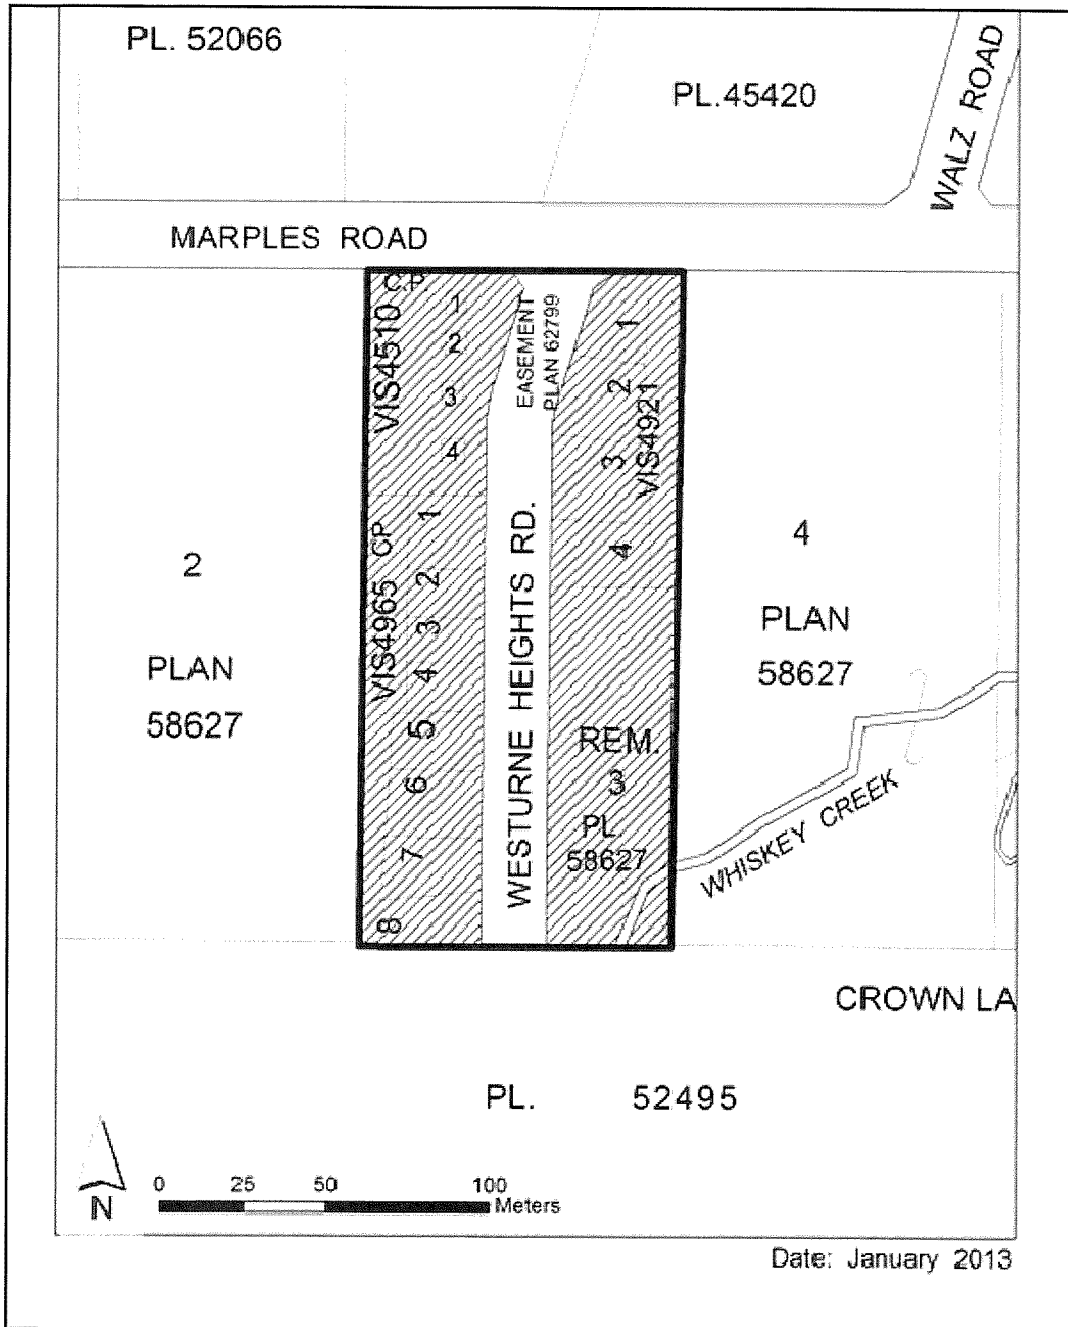 PL. 52066
PL.45420
WALZ ROAD
MARPLES ROAD
C.P.
VIS4510
1
2
3
4
EASEMENT
PLAN 62799
1
2
3
4
VIS4921
VIS4965 CP
1
2
3
4
5
6
7
8
WESTURNE HEIGHTS RD.
2
PLAN
58627
4
PLAN
58627
REM.
3
PL.
58627
WHISKEY CREEK
CROWN LA
PL. 52495
N
0 25 50 100
Meters
Date: January 2013